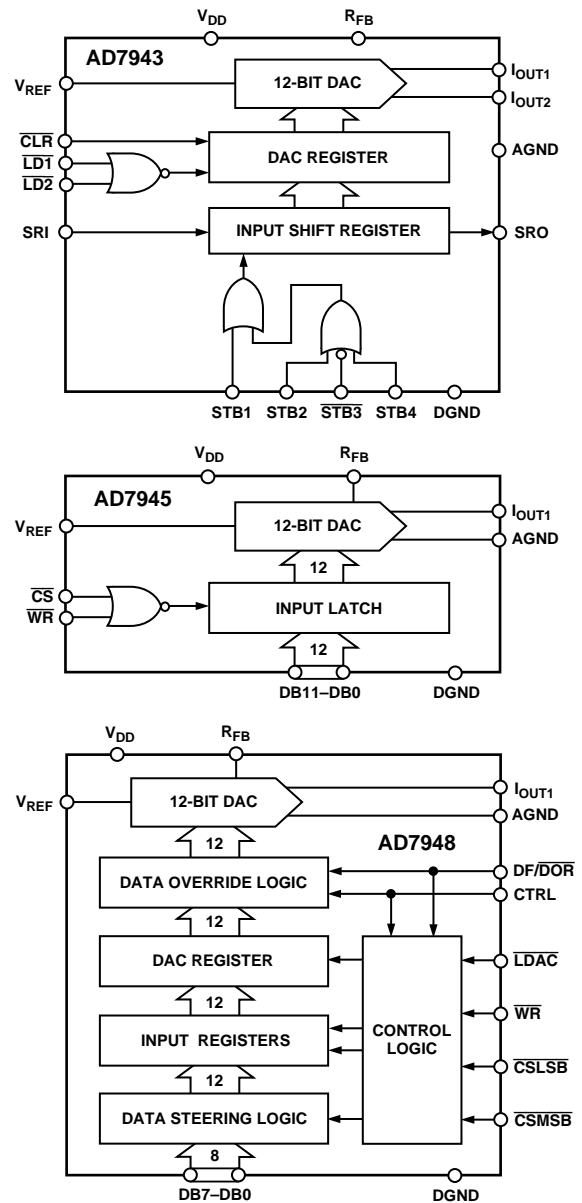 VDD RFB
AD7943
VREF 12-BIT DAC IOUT1
IOUT2
CLR
LD1 DAC REGISTER AGND
LD2
SRI INPUT SHIFT REGISTER SRO
STB1 STB2 STB3 STB4 DGND
VDD RFB
AD7945
VREF 12-BIT DAC IOUT1
AGND
12
CS
WR INPUT LATCH
12
DB11–DB0 DGND
VDD RFB
VREF 12-BIT DAC IOUT1
AGND
12 AD7948
DATA OVERRIDE LOGIC DF/DOR
CTRL
12
DAC REGISTER LDAC
12 WR
INPUT REGISTERS CONTROL LOGIC
12 CSLSB
DATA STEERING LOGIC CSMSB
8
DB7–DB0 DGND